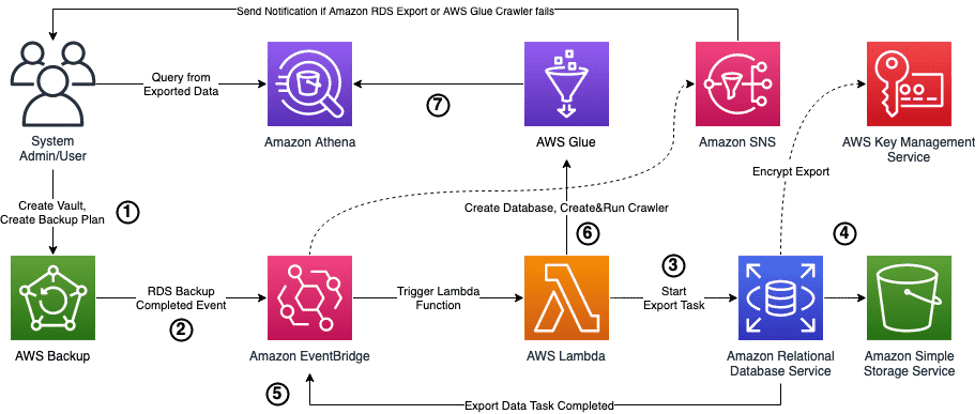 Send Notification if Amazon RDS Export or AWS Glue Crawler fails
Query from
Exported Data
7
System
Admin/User
Amazon Athena
AWS Glue
Amazon SNS
AWS Key Management
Service
Encrypt Export
Create Vault,
Create Backup Plan
1
Create Database, Create&Run Crawler
6
3
4
RDS Backup
Completed Event
2
Trigger Lambda
Function
Start
Export Task
AWS Backup
Amazon EventBridge
AWS Lambda
Amazon Relational
Database Service
Amazon Simple
Storage Service
5
Export Data Task Completed